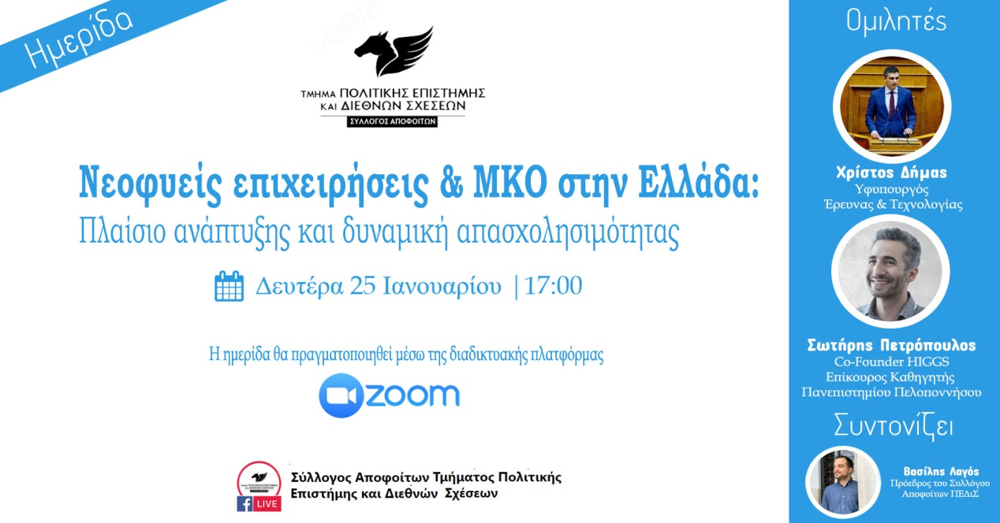 Ημερίδα
ΤΜΗΜΑ ΠΟΛΙΤΙΚΗΣ ΕΠΙΣΤΗΜΗΣ
ΚΑΙ ΔΙΕΘΝΩΝ ΣΧΕΣΕΩΝ
ΣΥΛΛΟΓΟΣ ΑΠΟΦΟΙΤΩΝ
Νεοφυείς επιχειρήσεις & ΜΚΟ στην Ελλάδα:
Πλαίσιο ανάπτυξης και δυναμική απασχολησιμότητας
Δευτέρα 25 Ιανουαρίου | 17:00
Η ημερίδα θα πραγματοποιηθεί μέσω της διαδικτυακής πλατφόρμας
zoom
f LIVE
Σύλλογος Αποφοίτων Τμήματος Πολιτικής
Επιστήμης και Διεθνών Σχέσεων
Ομιλητές
Χρίστος Δήμας
Υφυπουργός
Έρευνας & Τεχνολογίας
Σωτήρης Πετρόπουλος
Co-Founder HIGGS
Επίκουρος Καθηγητής
Πανεπιστημίου Πελοποννήσου
Συντονίζει
Βασίλης Λαγός
Πρόεδρος του Συλλόγου
Αποφοίτων ΠΕΔιΣ